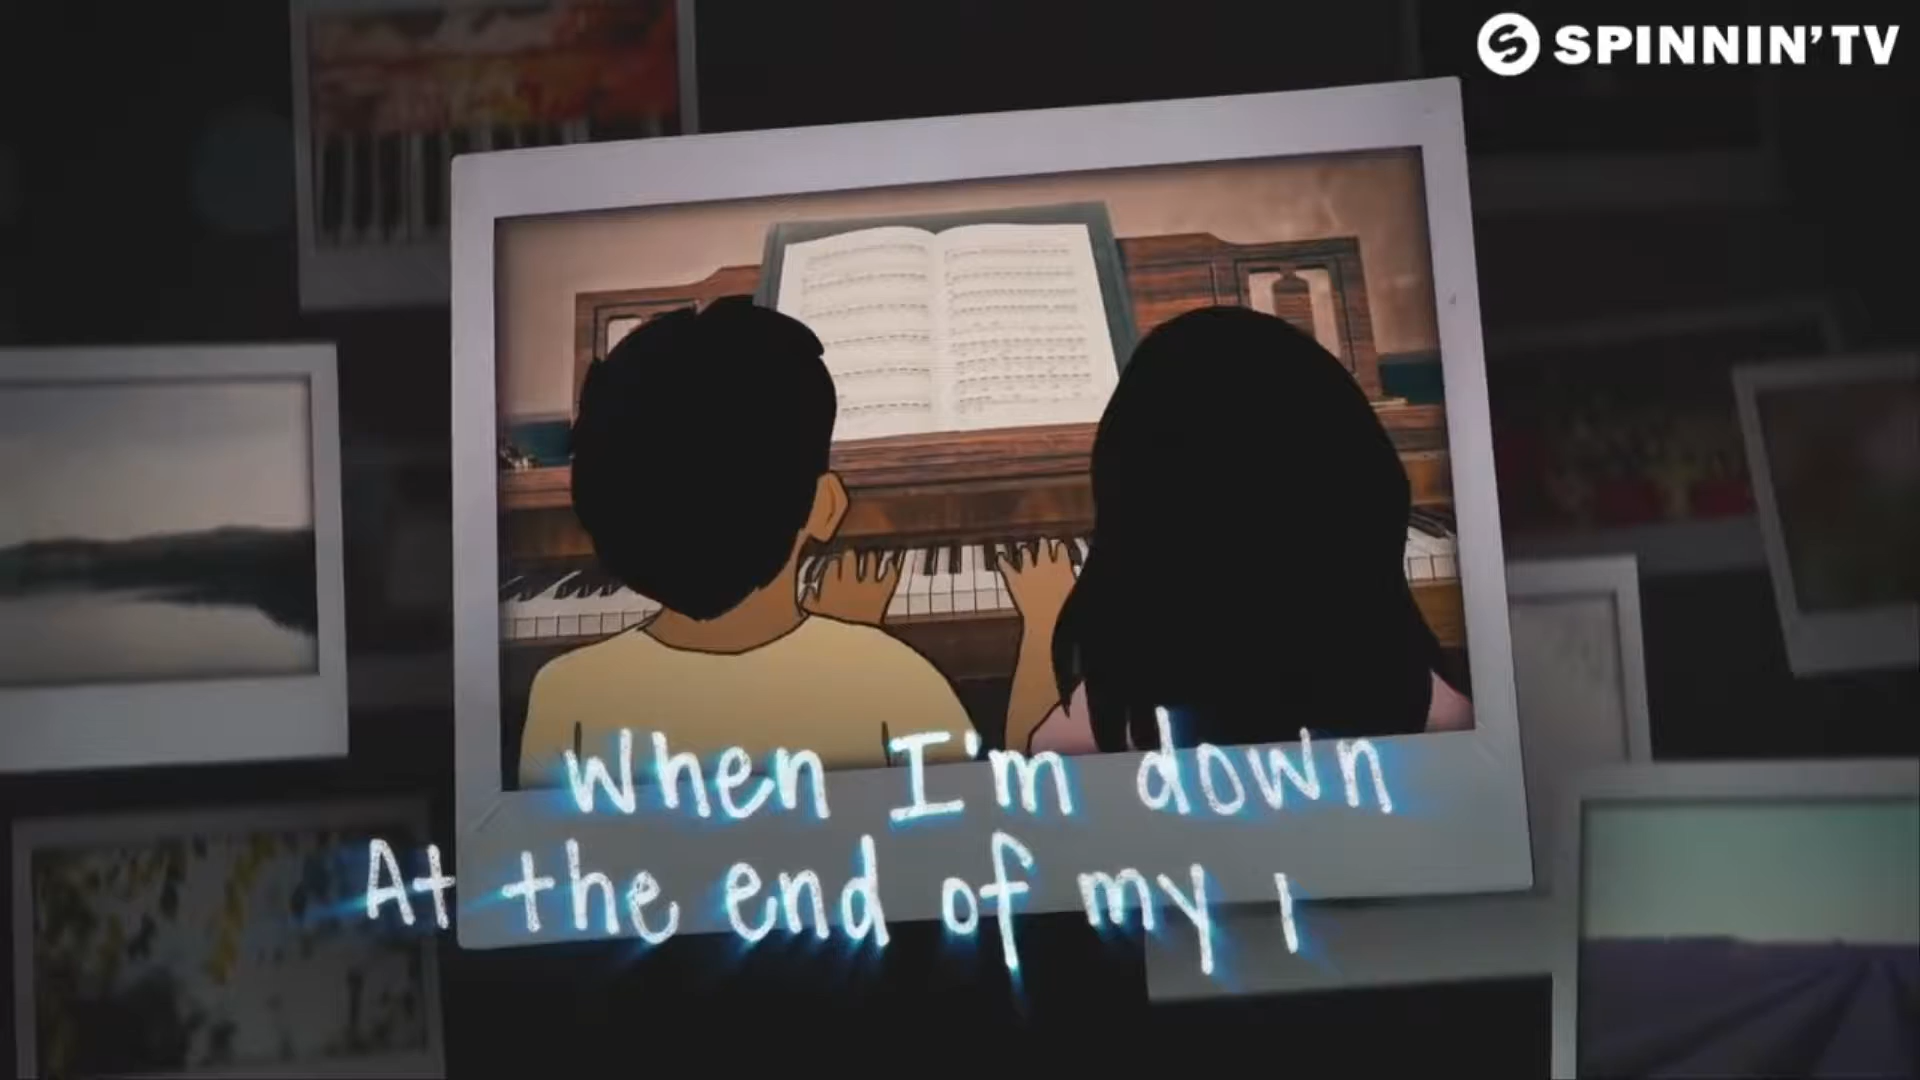 SPINNIN' TV
When I'm down
At the end of my